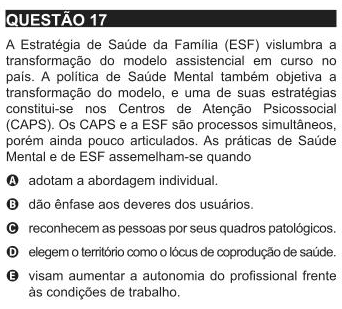 QUESTÃO 17
A Estratégia de Saúde da Família (ESF) vislumbra a
transformação do modelo assistencial em curso no
país. A política de Saúde Mental também objetiva a
transformação do modelo, e uma de suas estratégias
constitui-se nos Centros de Atenção Psicossocial
(CAPS). Os CAPS e a ESF são processos simultâneos,
porém ainda pouco articulados. As práticas de Saúde
Mental e de ESF assemelham-se quando
A adotam a abordagem individual.
B dão ênfase aos deveres dos usuários.
C reconhecem as pessoas por seus quadros patológicos.
D elegem o território como o lócus de coprodução de saúde.
E visam aumentar a autonomia do profissional frente
às condições de trabalho.